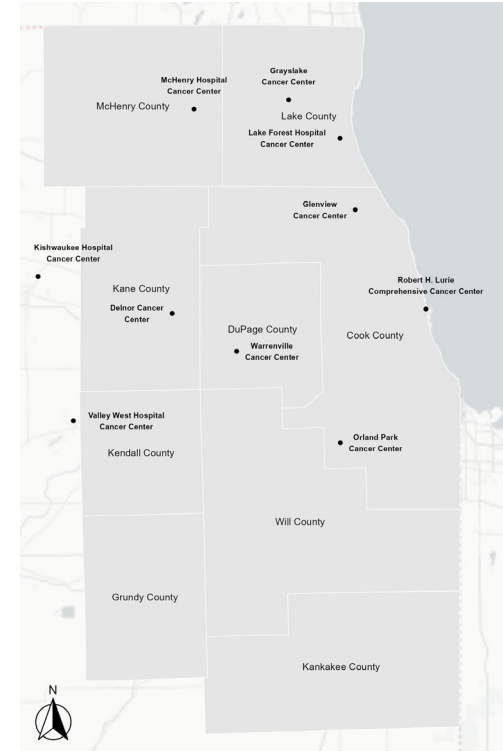 Grayslake
Cancer Center
McHenry Hospital
Cancer Center
McHenry County
Lake County
Lake Forest Hospital
Cancer Center
Glenview
Cancer Center
Kishwaukee Hospital
Cancer Center
Robert H. Lurie
Comprehensive Cancer Center
Kane County
Delnor Cancer
Center
DuPage County
Cook County
Warrenville
Cancer Center
Valley West Hospital
Cancer Center
Orland Park
Cancer Center
Kendall County
Will County
Grundy County
Kankakee County
N